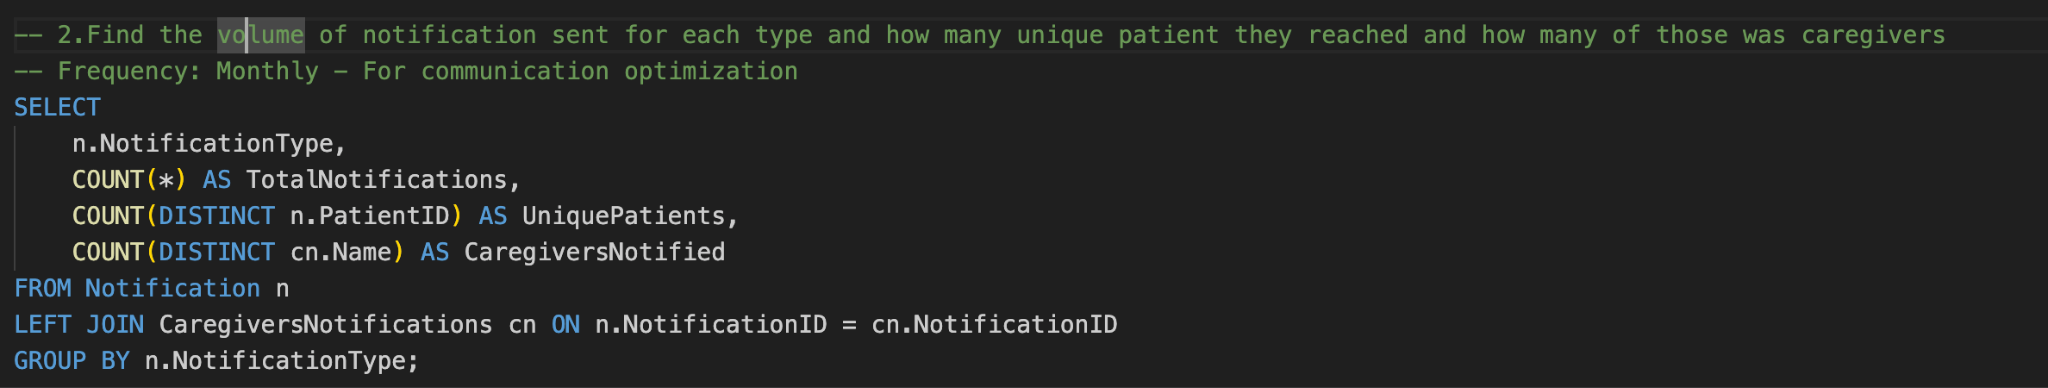 -- 2.Find the volume of notification sent for each type and how many unique patient they reached and how many of those was caregivers
-- Frequency: Monthly - For communication optimization
SELECT
    n.NotificationType,
    COUNT(*) AS TotalNotifications,
    COUNT(DISTINCT n.PatientID) AS UniquePatients,
    COUNT(DISTINCT cn.Name) AS CaregiversNotified
FROM Notification n
LEFT JOIN CaregiversNotifications cn ON n.NotificationID = cn.NotificationID
GROUP BY n.NotificationType;